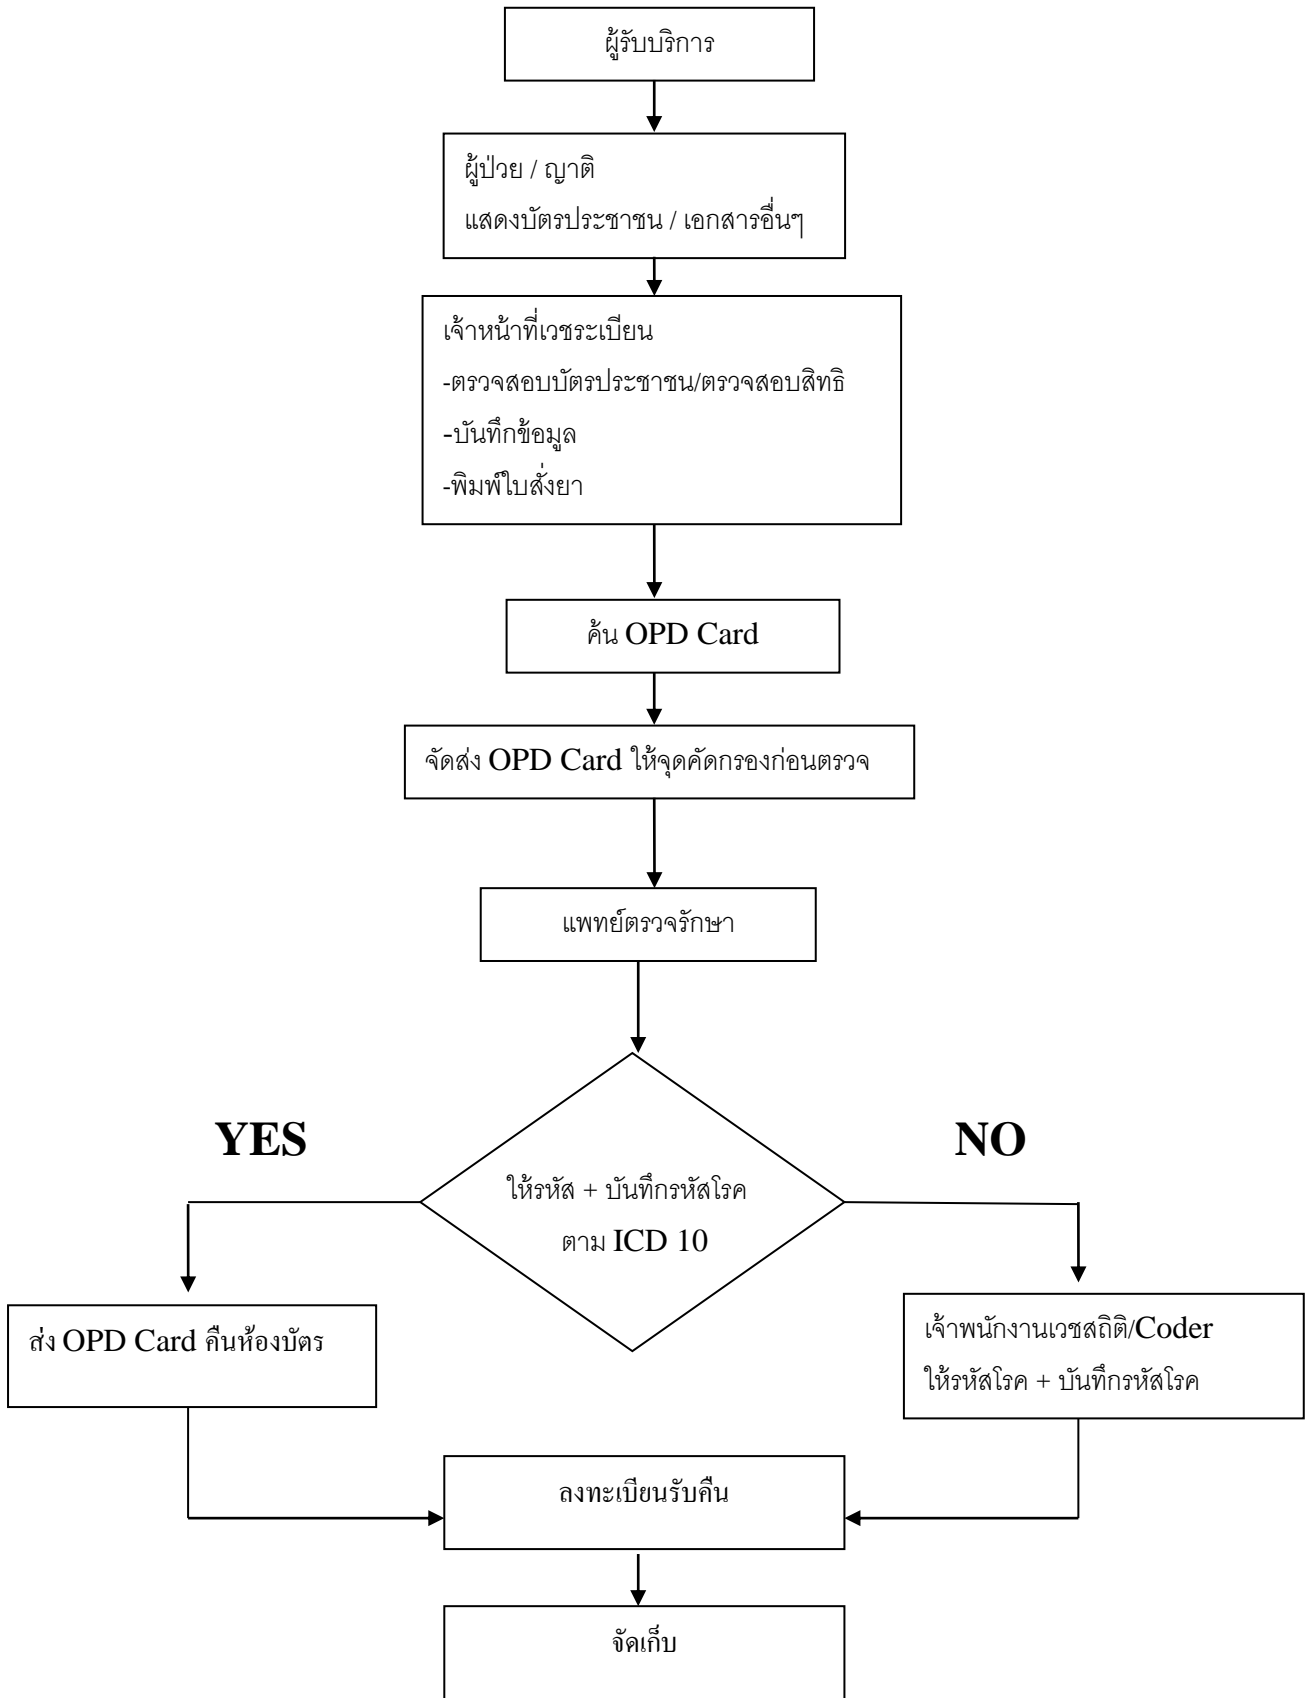 ผู้รับบริการ
ผู้ป่วย / ญาติ
แสดงบัตรประชาชน / เอกสารอื่นๆ
เจ้าหน้าที่เวชระเบียน
-ตรวจสอบบัตรประชาชน/ตรวจสอบสิทธิ
-บันทึกข้อมูล
-พิมพ์ใบสั่งยา
ค้น OPD Card
จัดส่ง OPD Card ให้จุดคัดกรองก่อนตรวจ
แพทย์ตรวจรักษา
YES
NO
ให้รหัส + บันทึกรหัสโรค
ตาม ICD 10
ส่ง OPD Card คืนห้องบัตร
เจ้าพนักงานเวชสถิติ/Coder
ให้รหัสโรค + บันทึกรหัสโรค
ลงทะเบียนรับคืน
จัดเก็บ